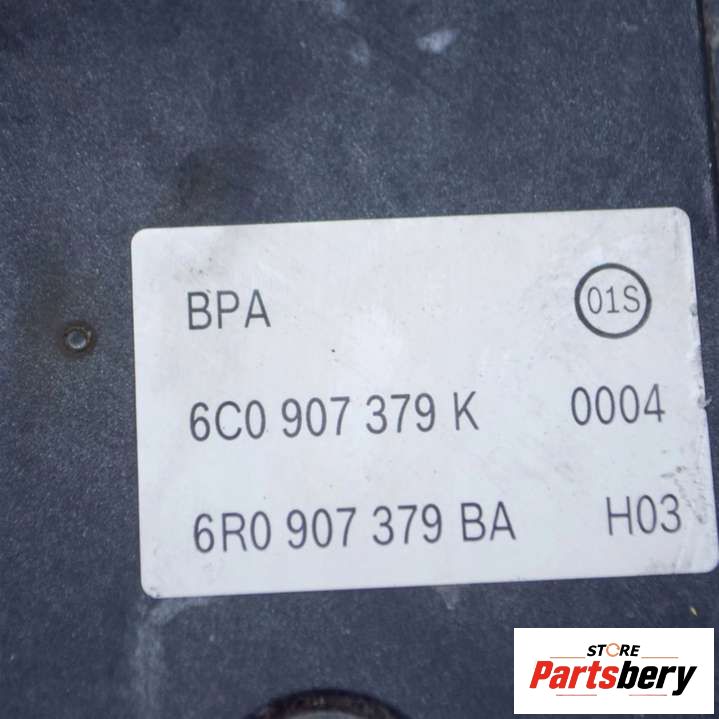 BPA 01S
6C0 907 379 K 0004
6R0 907 379 BA H03
STORE
Partsbery